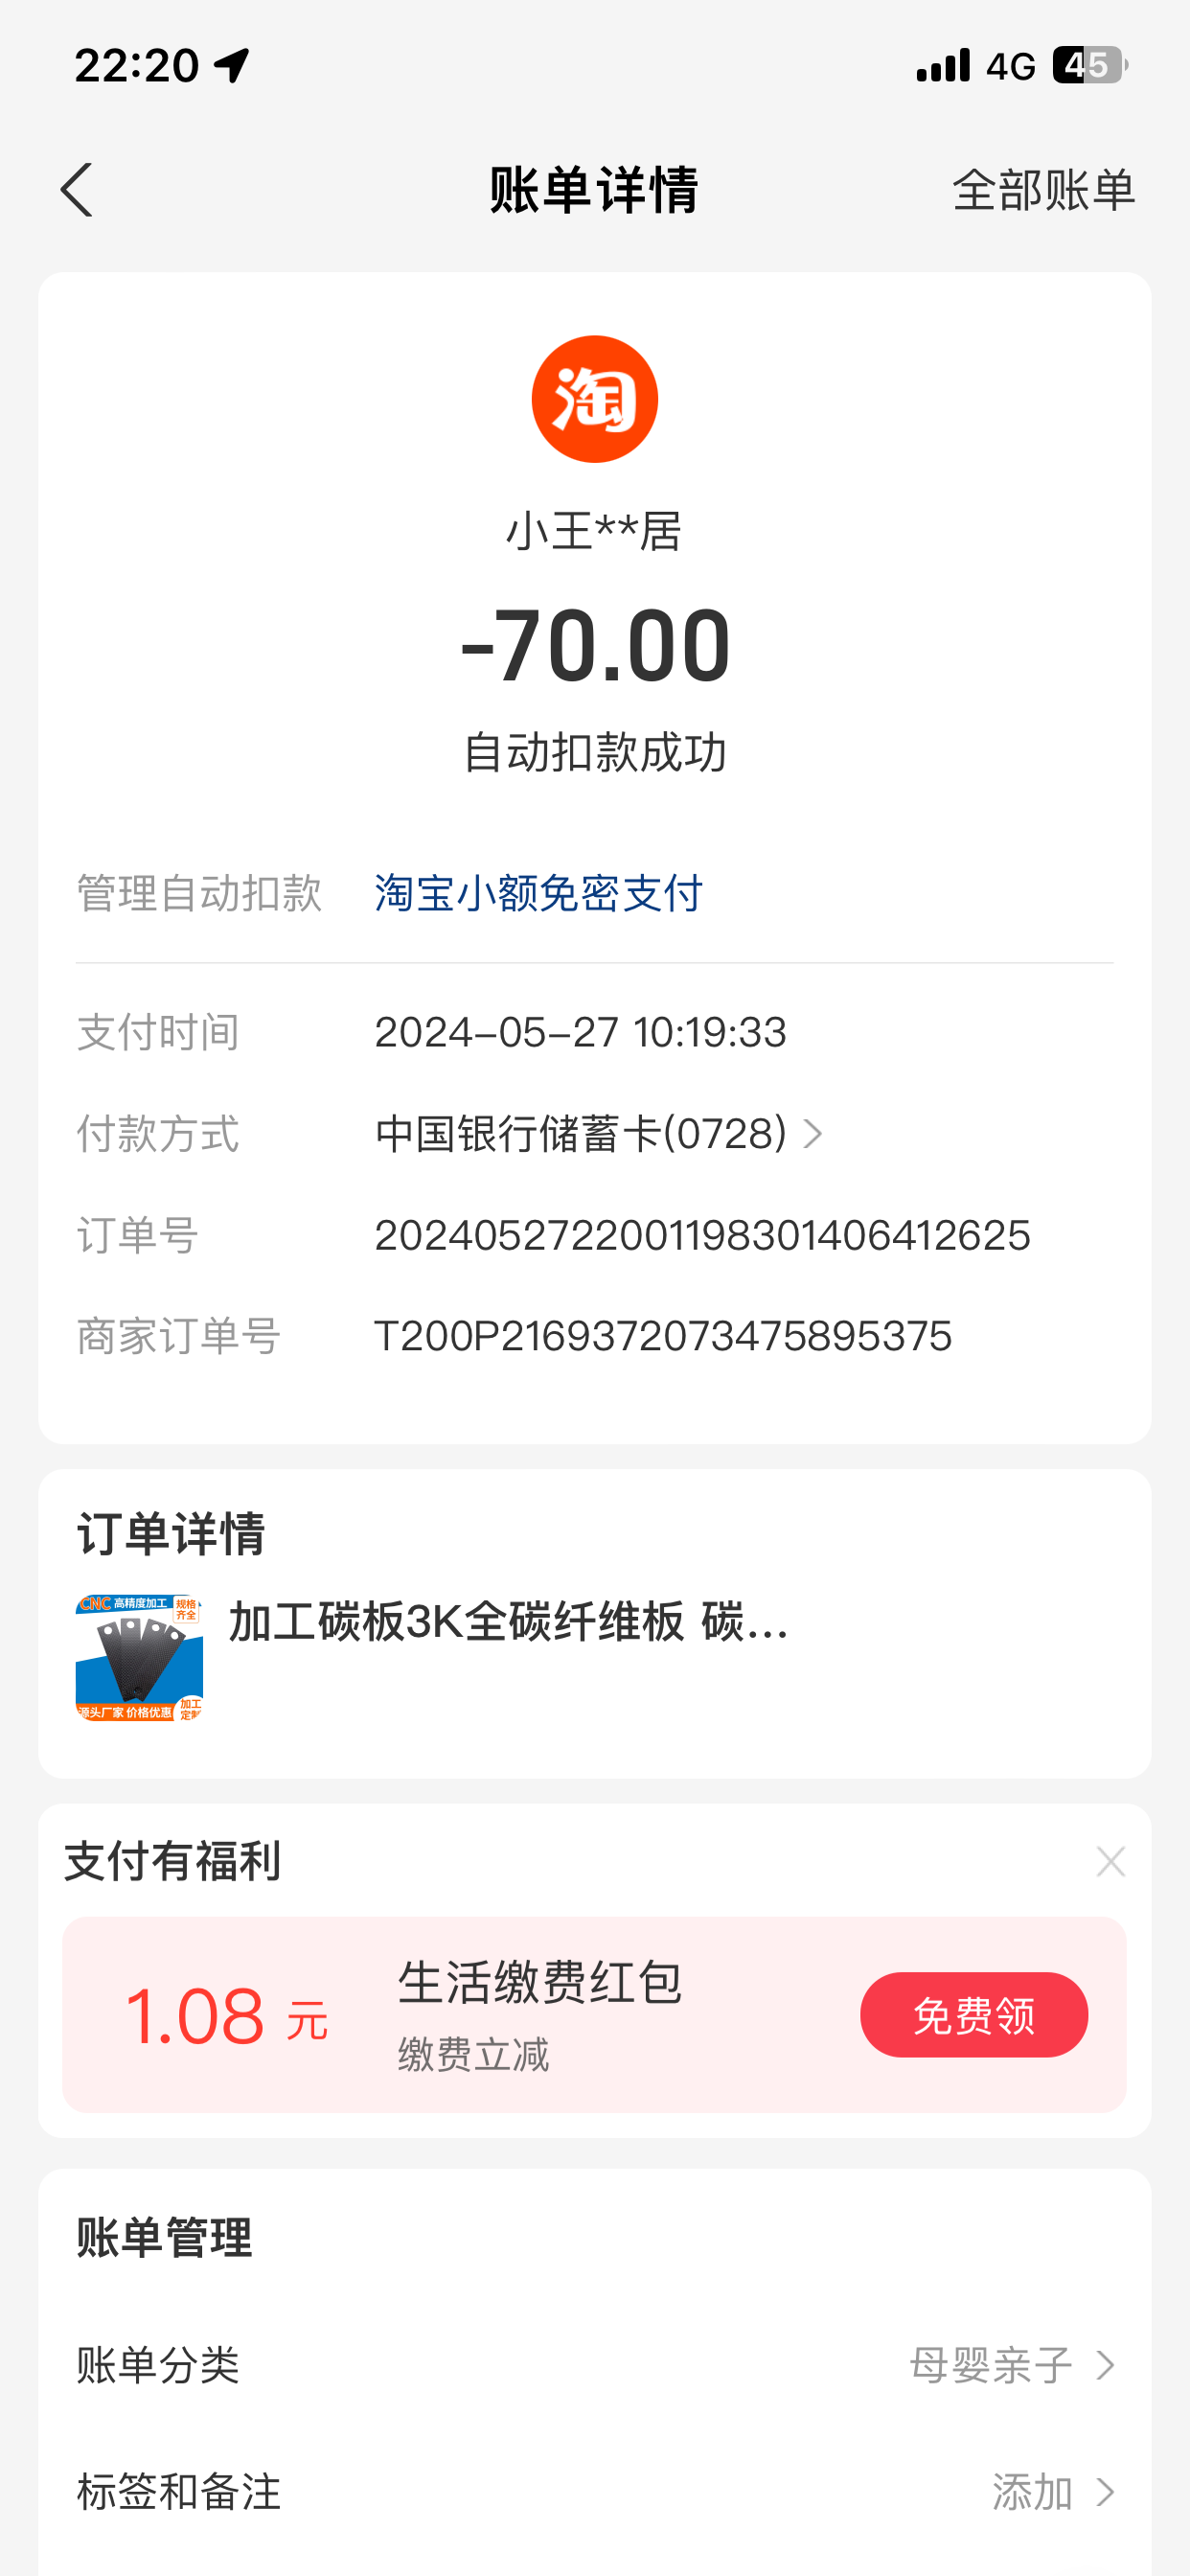 22:20 4G 45
账单详情 全部账单
淘
小王**居
-70.00
自动扣款成功
管理自动扣款 淘宝小额免密支付
支付时间 2024-05-27 10:19:33
付款方式 中国银行储蓄卡(0728)
订单号 2024052722001198301406412625
商家订单号 T200P2169372073475895375
订单详情
CNC 高精度加工 规格齐全
加工碳板3K全碳纤维板 碳...
源头厂家 价格优惠 加工定制
支付有福利
1.08 元 生活缴费红包 免费领
缴费立减
账单管理
账单分类 母婴亲子
标签和备注 添加